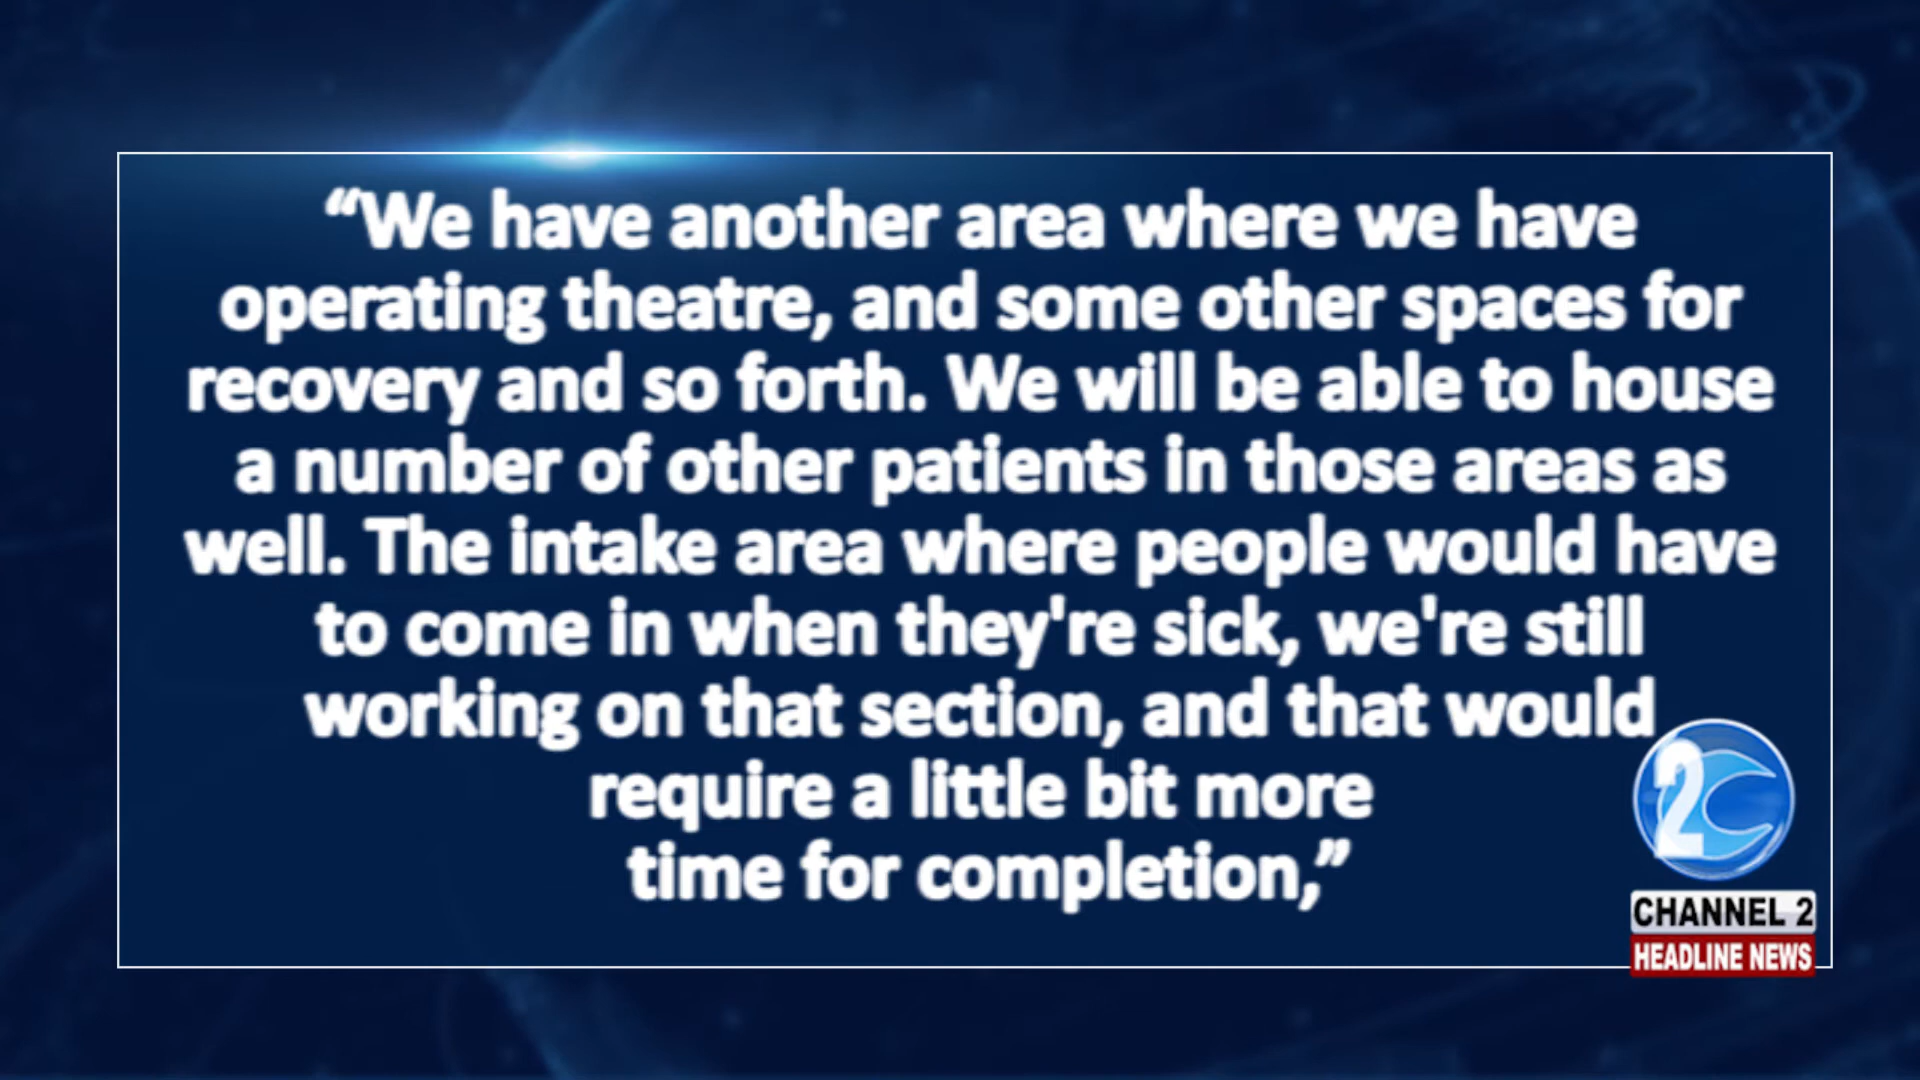 “We have another area where we have
operating theatre, and some other spaces for
recovery and so forth. We will be able to house
a number of other patients in those areas as
well. The intake area where people would have
to come in when they're sick, we're still
working on that section, and that would
require a little bit more
time for completion,”
2
CHANNEL 2
HEADLINE NEWS